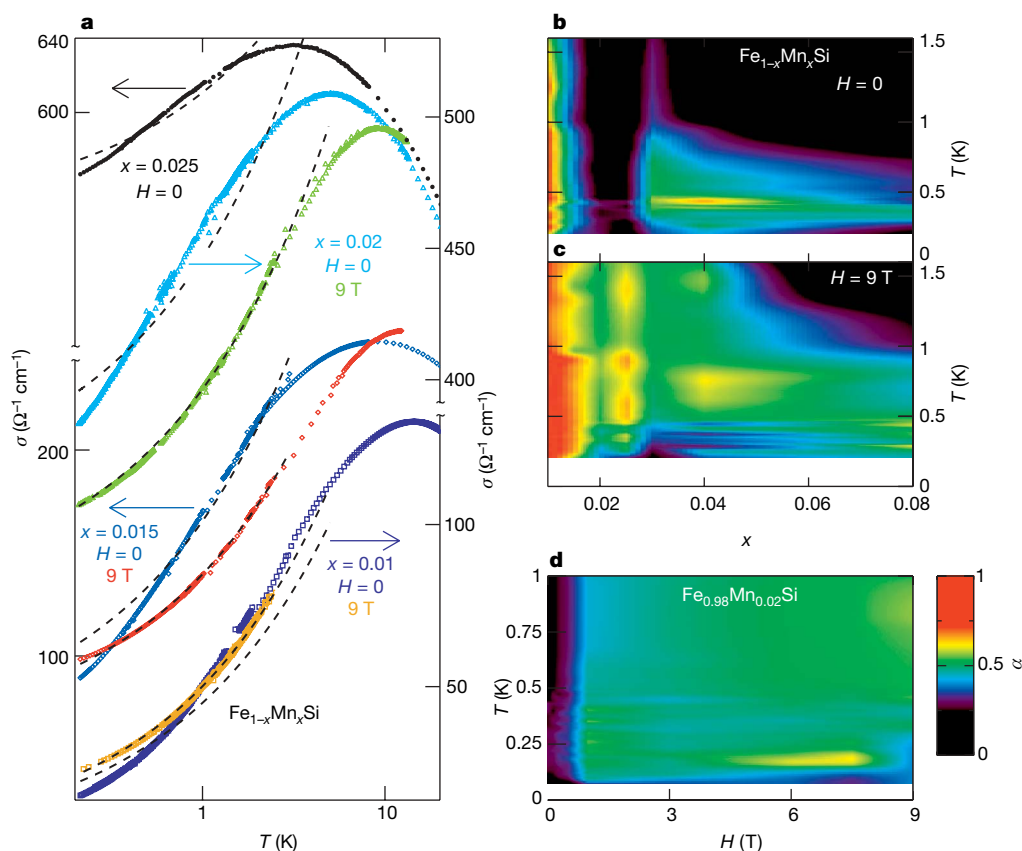 a
640
600
200
100
σ (Ω⁻¹ cm⁻¹)
x = 0.025
H = 0
x = 0.02
H = 0
9 T
x = 0.015
H = 0
9 T
x = 0.01
H = 0
9 T
Fe₁₋ₓMnₓSi
500
450
400
100
50
σ (Ω⁻¹ cm⁻¹)
1
10
T (K)
b
Fe₁₋ₓMnₓSi
H = 0
1.5
1
0.5
0
T (K)
c
H = 9 T
1.5
1
0.5
0
T (K)
0.02
0.04
0.06
0.08
x
d
Fe₀.₉₈Mn₀.₀₂Si
1
0.75
0.5
0.25
0
T (K)
0
3
6
9
H (T)
1
0.5
0
α